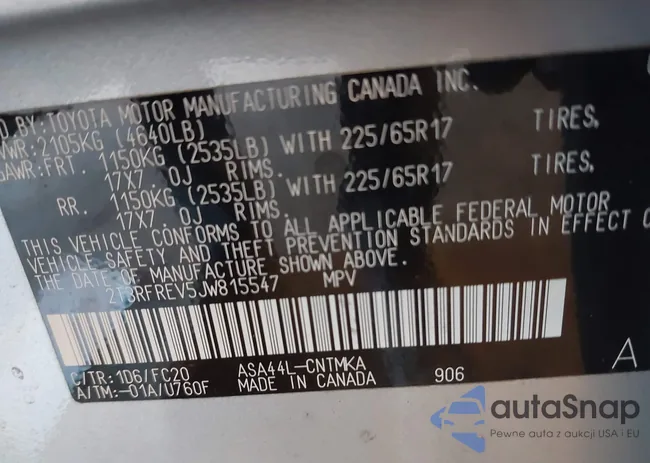 D BY:TOYOTA MOTOR MANUFACTURING CANADA INC.
VWR:2105KG (4640LB)
GAWR:FRT. 1150KG (2535LB) WITH 225/65R17 TIRES,
17X7.0J RIMS.
RR. 1150KG (2535LB) WITH 225/65R17 TIRES,
17X7.0J RIMS.
THIS VEHICLE CONFORMS TO ALL APPLICABLE FEDERAL MOTOR
VEHICLE SAFETY AND THEFT PREVENTION STANDARDS IN EFFECT O
THE DATE OF MANUFACTURE SHOWN ABOVE.
2T3RFREV5JW815547 MPV
C/TR:1D6/FC20 ASA44L-CNTMKA
A/TM:-01A/U760F MADE IN CANADA 906 A
autaSnap
Pewne auta z aukcji USA i EU